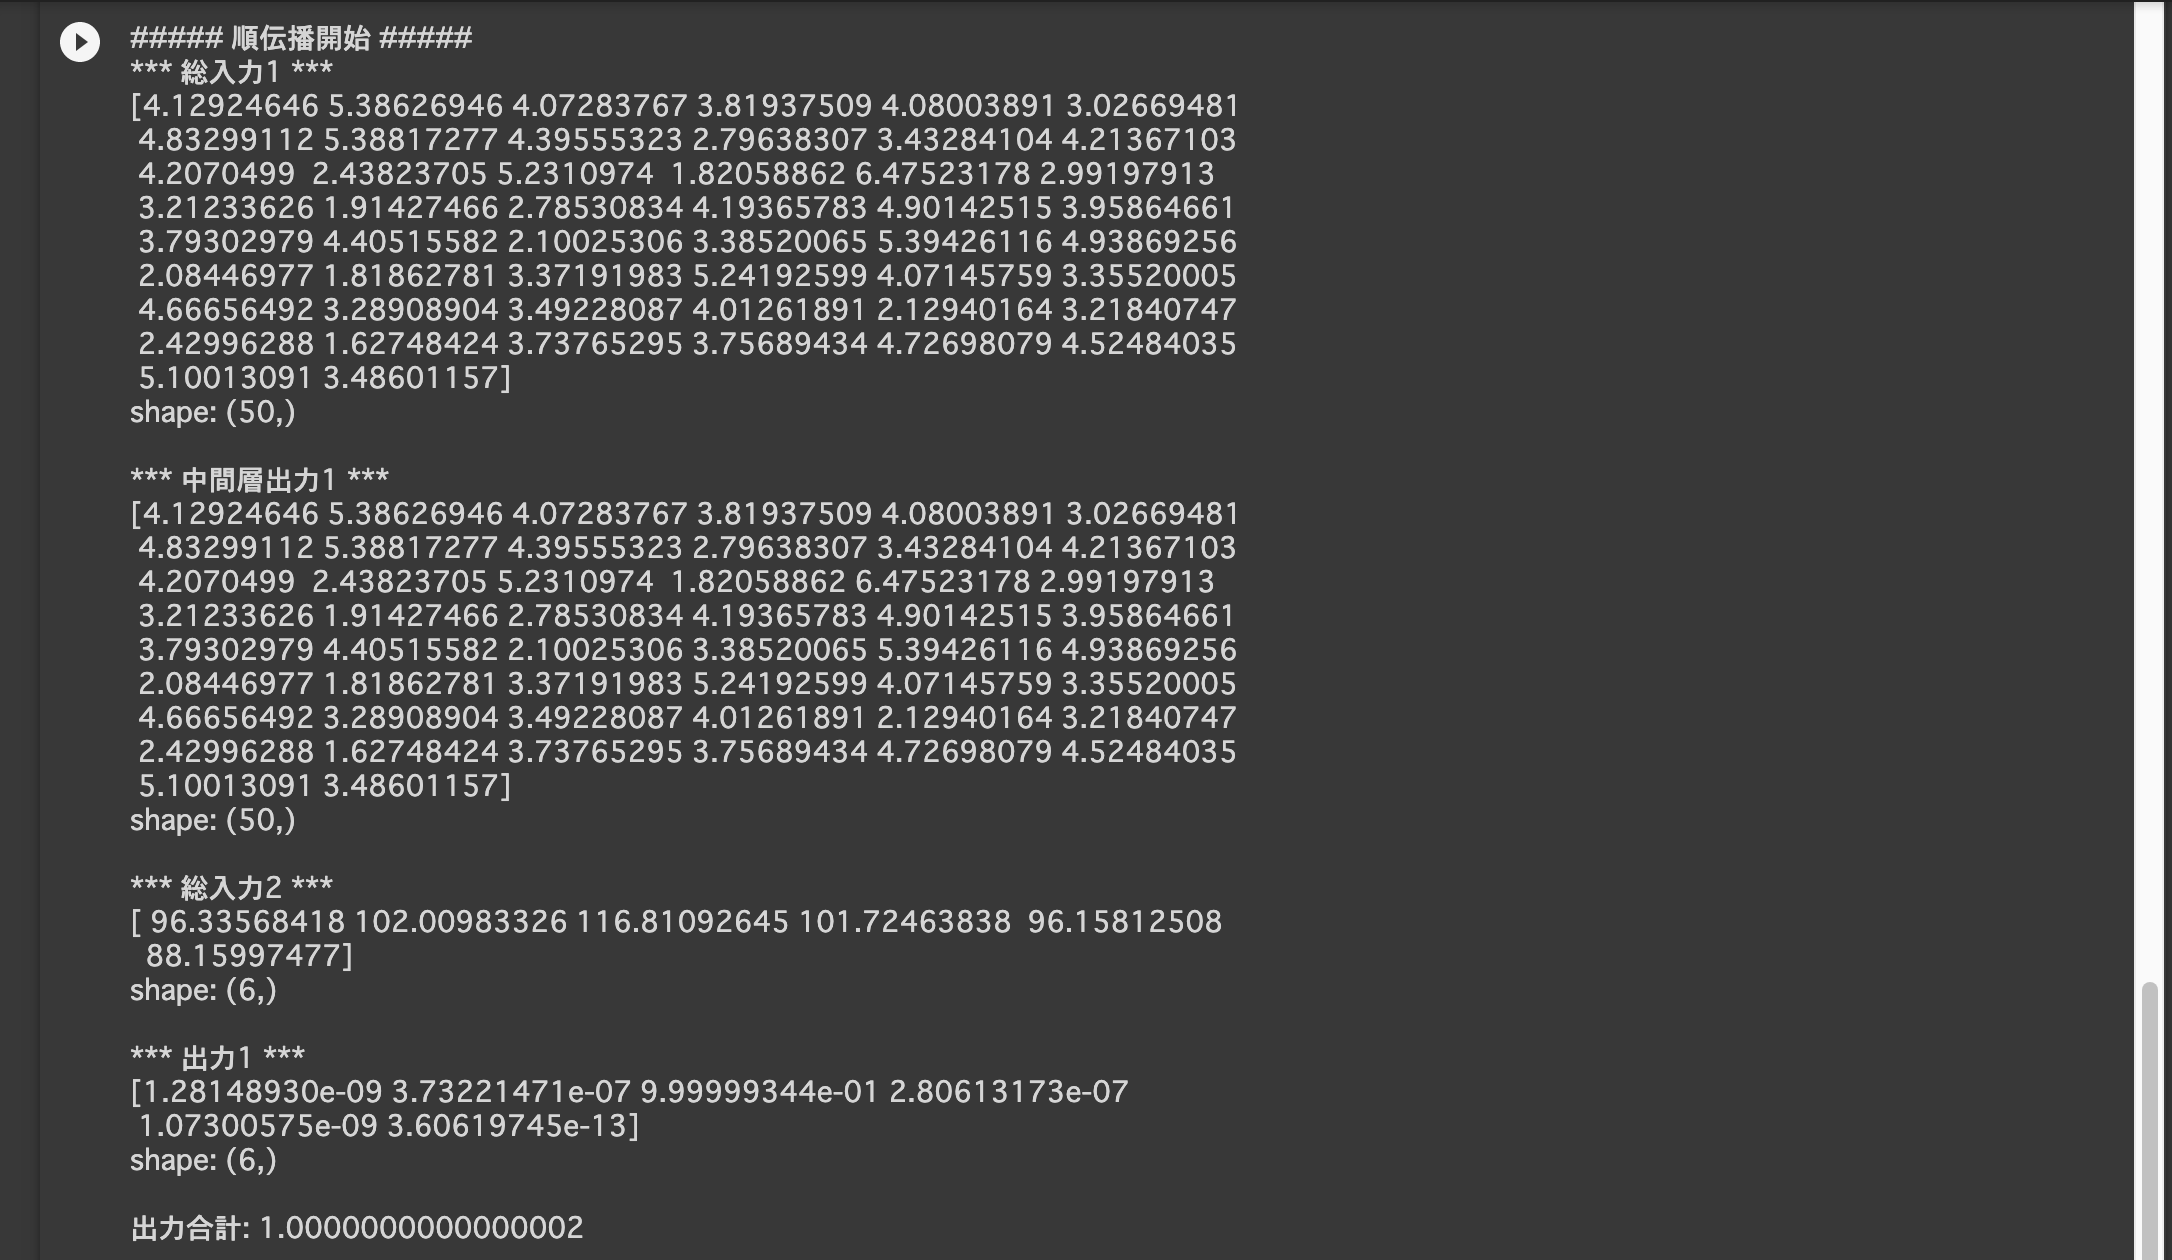 ##### 順伝播開始 #####
*** 総入力1 ***
[4.12924646 5.38626946 4.07283767 3.81937509 4.08003891 3.02669481
4.83299112 5.38817277 4.39555323 2.79638307 3.43284104 4.21367103
4.2070499  2.43823705 5.2310974  1.82058862 6.47523178 2.99197913
3.21233626 1.91427466 2.78530834 4.19365783 4.90142515 3.95864661
3.79302979 4.40515582 2.10025306 3.38520065 5.39426116 4.93869256
2.08446977 1.81862781 3.37191983 5.24192599 4.07145759 3.35520005
4.66656492 3.28908904 3.49228087 4.01261891 2.12940164 3.21840747
2.42996288 1.62748424 3.73765295 3.75689434 4.72698079 4.52484035
5.10013091 3.48601157]
shape: (50,)
*** 中間層出力1 ***
[4.12924646 5.38626946 4.07283767 3.81937509 4.08003891 3.02669481
4.83299112 5.38817277 4.39555323 2.79638307 3.43284104 4.21367103
4.2070499  2.43823705 5.2310974  1.82058862 6.47523178 2.99197913
3.21233626 1.91427466 2.78530834 4.19365783 4.90142515 3.95864661
3.79302979 4.40515582 2.10025306 3.38520065 5.39426116 4.93869256
2.08446977 1.81862781 3.37191983 5.24192599 4.07145759 3.35520005
4.66656492 3.28908904 3.49228087 4.01261891 2.12940164 3.21840747
2.42996288 1.62748424 3.73765295 3.75689434 4.72698079 4.52484035
5.10013091 3.48601157]
shape: (50,)
*** 総入力2 ***
[ 96.33568418 102.00983326 116.81092645 101.72463838  96.15812508
88.15997477]
shape: (6,)
*** 出力1 ***
[1.28148930e-09 3.73221471e-07 9.99999344e-01 2.80613173e-07
1.07300575e-09 3.60619745e-13]
shape: (6,)
出力合計: 1.0000000000000002